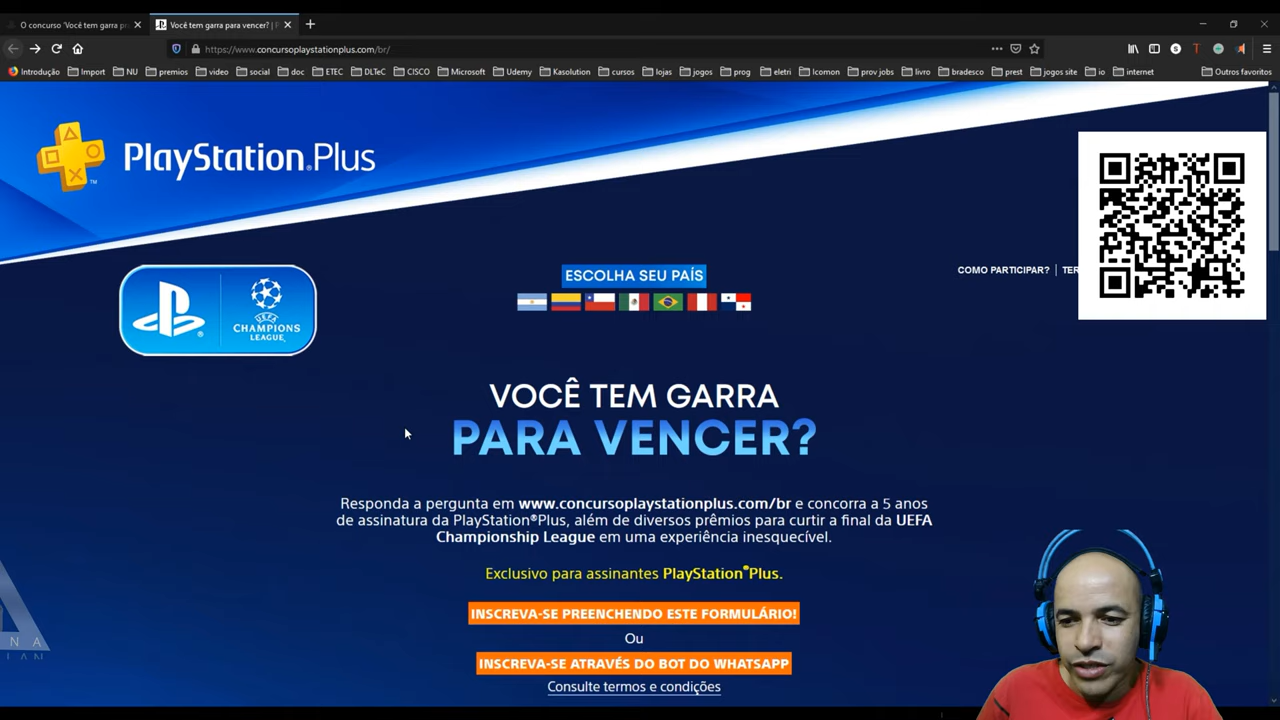 O concurso 'Você tem garra pr
Você tem garra para vencer? | P
https://www.concursoplaystationplus.com/br/
Introdução Import NU premios video social doc ETEC DLTeC CISCO Microsoft Udemy Kasolution cursos lojas jogos prog eletri Icomon prov jobs livro bradesco prest jogos site io internet Outros favoritos
PlayStation®Plus
TM
ESCOLHA SEU PAÍS
COMO PARTICIPAR? TER
UEFA
CHAMPIONS
LEAGUE
VOCÊ TEM GARRA
PARA VENCER?
Responda a pergunta em www.concursoplaystationplus.com/br e concorra a 5 anos
de assinatura da PlayStation®Plus, além de diversos prêmios para curtir a final da UEFA
Championship League em uma experiência inesquecível.
Exclusivo para assinantes PlayStation®Plus.
INSCREVA-SE PREENCHENDO ESTE FORMULÁRIO!
Ou
INSCREVA-SE ATRAVÉS DO BOT DO WHATSAPP
Consulte termos e condições